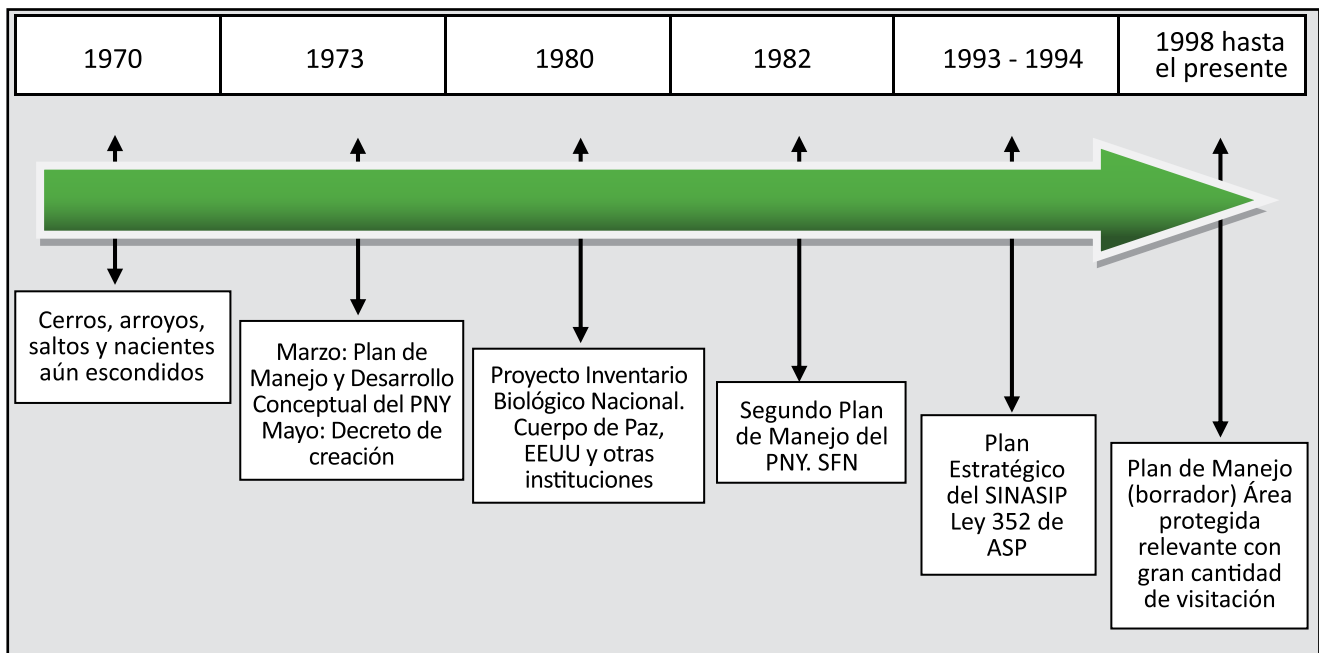 1970
1973
1980
1982
1993 - 1994
1998 hasta
el presente
Cerros, arroyos,
saltos y nacientes
aún escondidos
Marzo: Plan de
Manejo y Desarrollo
Conceptual del PNY
Mayo: Decreto de
creación
Proyecto Inventario
Biológico Nacional.
Cuerpo de Paz,
EEUU y otras
instituciones
Segundo Plan
de Manejo del
PNY. SFN
Plan
Estratégico
del SINASIP
Ley 352 de
ASP
Plan de Manejo
(borrador) Área
protegida
relevante con
gran cantidad
de visitación